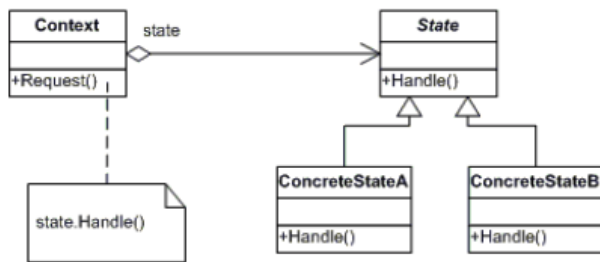 Context
state
State
+Request()
+Handle()
state.Handle()
ConcreteStateA
ConcreteStateB
+Handle()
+Handle()